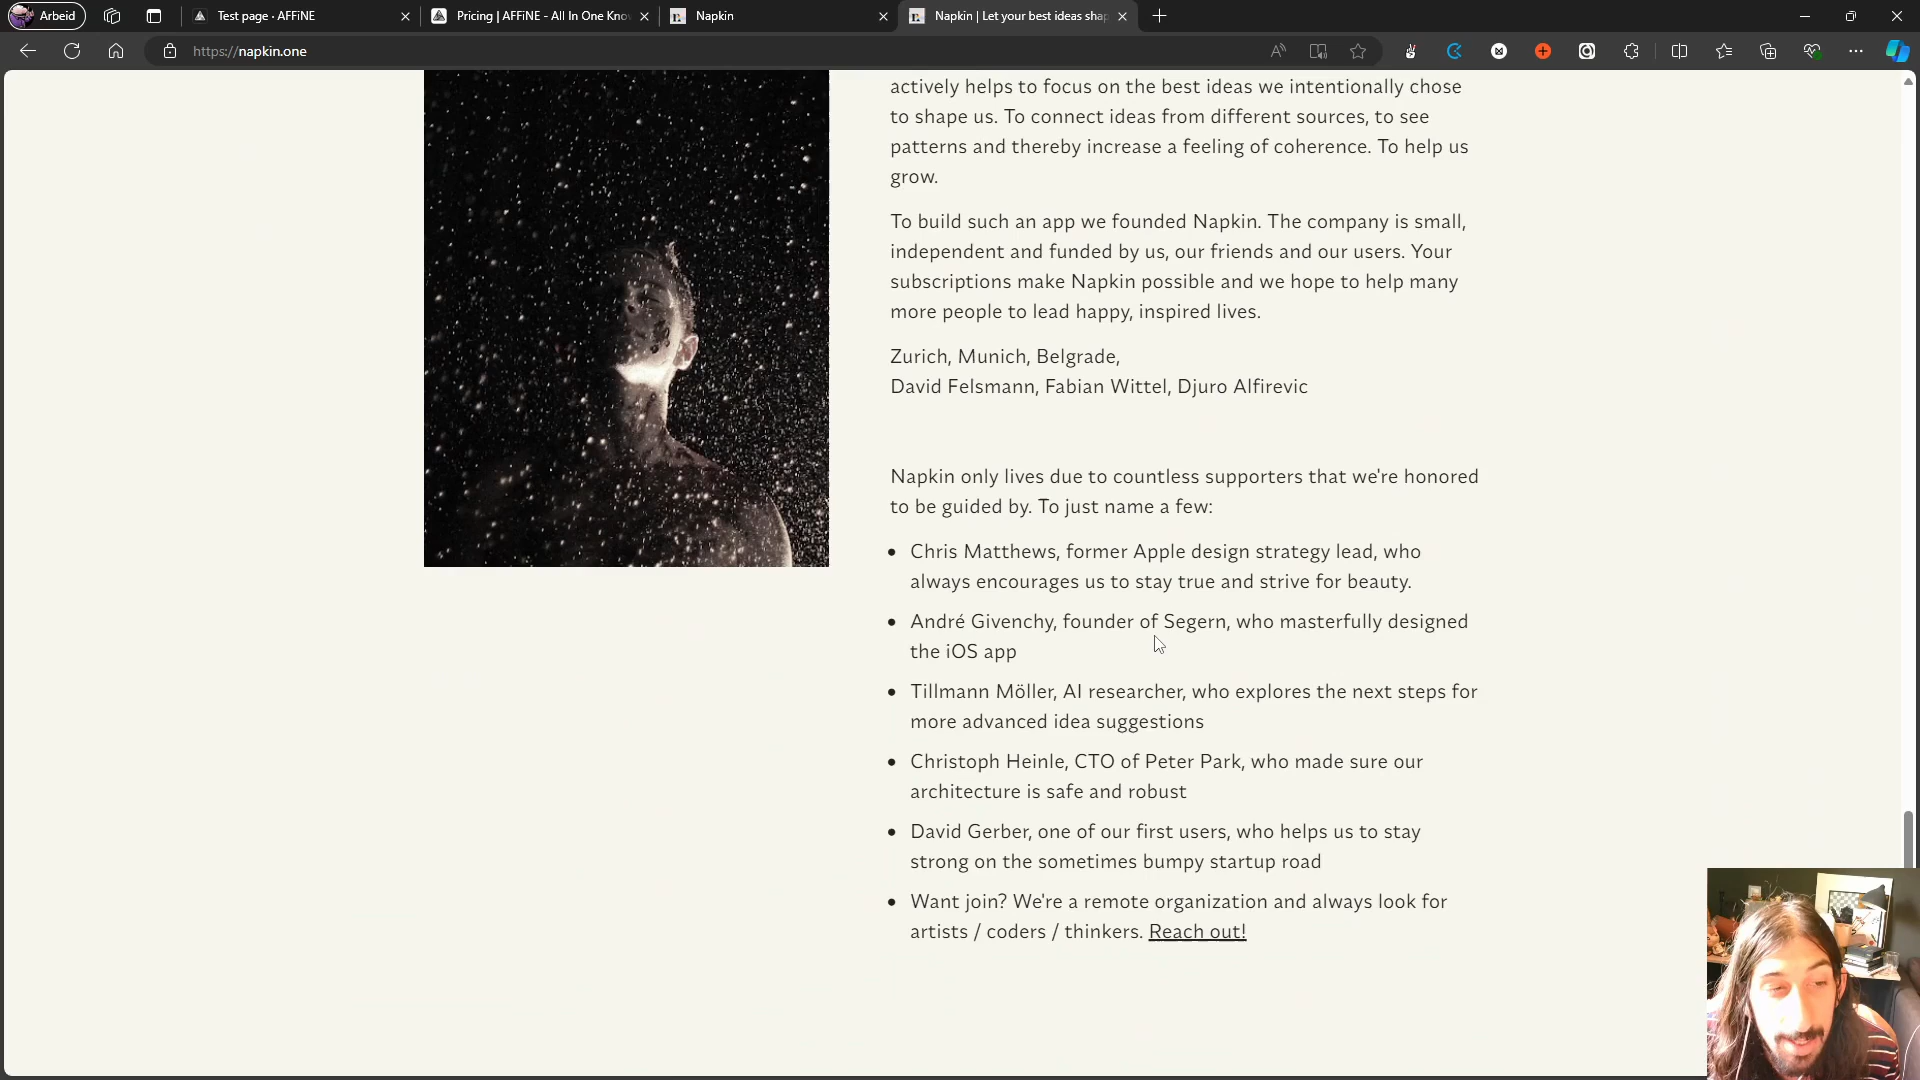 Arbeid
Test page · AFFiNE
Pricing | AFFiNE - All In One Kno
Napkin
Napkin | Let your best ideas shap
https://napkin.one
actively helps to focus on the best ideas we intentionally chose
to shape us. To connect ideas from different sources, to see
patterns and thereby increase a feeling of coherence. To help us
grow.
To build such an app we founded Napkin. The company is small,
independent and funded by us, our friends and our users. Your
subscriptions make Napkin possible and we hope to help many
more people to lead happy, inspired lives.
Zurich, Munich, Belgrade,
David Felsmann, Fabian Wittel, Djuro Alfirevic
Napkin only lives due to countless supporters that we're honored
to be guided by. To just name a few:
• Chris Matthews, former Apple design strategy lead, who
always encourages us to stay true and strive for beauty.
• André Givenchy, founder of Segern, who masterfully designed
the iOS app
• Tillmann Möller, AI researcher, who explores the next steps for
more advanced idea suggestions
• Christoph Heinle, CTO of Peter Park, who made sure our
architecture is safe and robust
• David Gerber, one of our first users, who helps us to stay
strong on the sometimes bumpy startup road
• Want join? We're a remote organization and always look for
artists / coders / thinkers. Reach out!